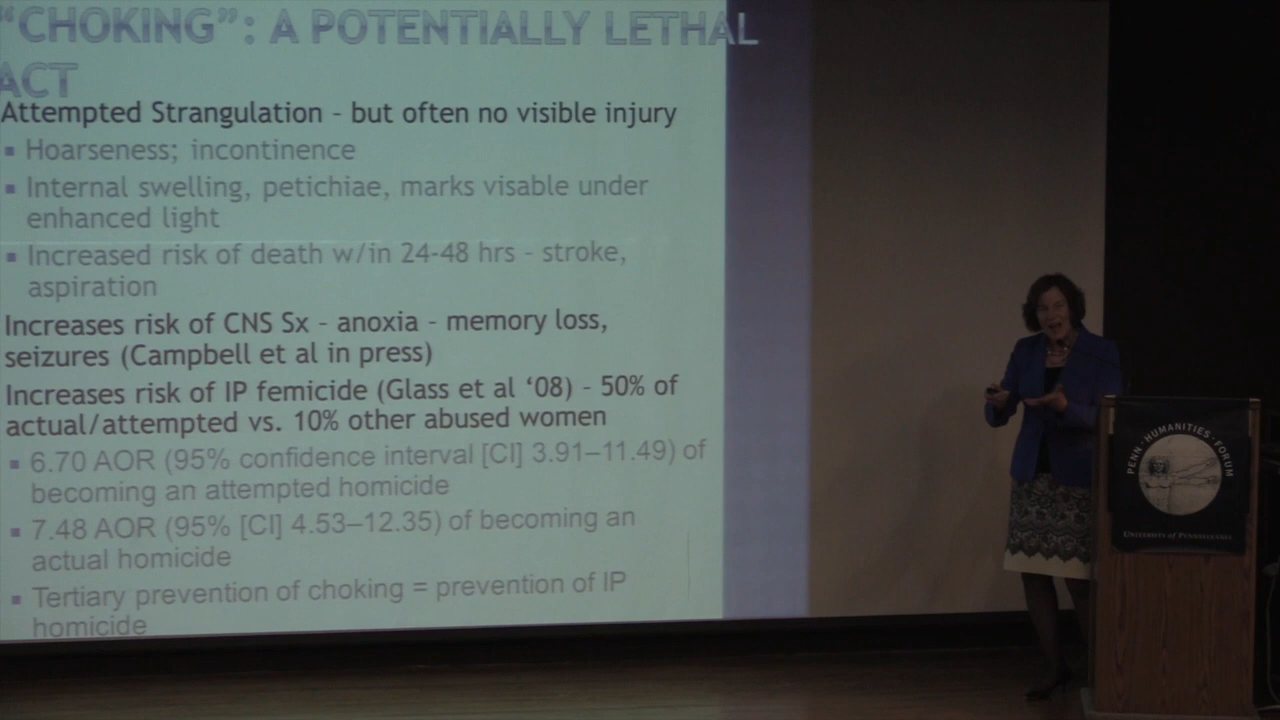 “CHOKING”: A POTENTIALLY LETHAL
ACT
Attempted Strangulation – but often no visible injury
▪ Hoarseness; incontinence
▪ Internal swelling, petichiae, marks visable under
enhanced light
▪ Increased risk of death w/in 24-48 hrs – stroke,
aspiration
Increases risk of CNS Sx – anoxia – memory loss,
seizures (Campbell et al in press)
Increases risk of IP femicide (Glass et al ‘08) – 50% of
actual/attempted vs. 10% other abused women
▪ 6.70 AOR (95% confidence interval [CI] 3.91–11.49) of
becoming an attempted homicide
▪ 7.48 AOR (95% [CI] 4.53–12.35) of becoming an
actual homicide
▪ Tertiary prevention of choking = prevention of IP
homicide
PENN · HUMANITIES · FORUM
UNIVERSITY of PENNSYLVANIA